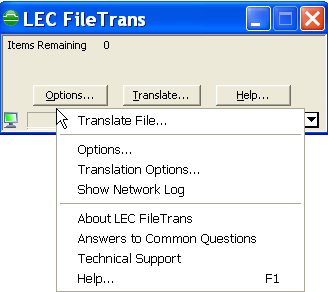 LEC FileTrans
Items Remaining 0
Options... Translate... Help...
Translate File...
Options...
Translation Options...
Show Network Log
About LEC FileTrans
Answers to Common Questions
Technical Support
Help... F1